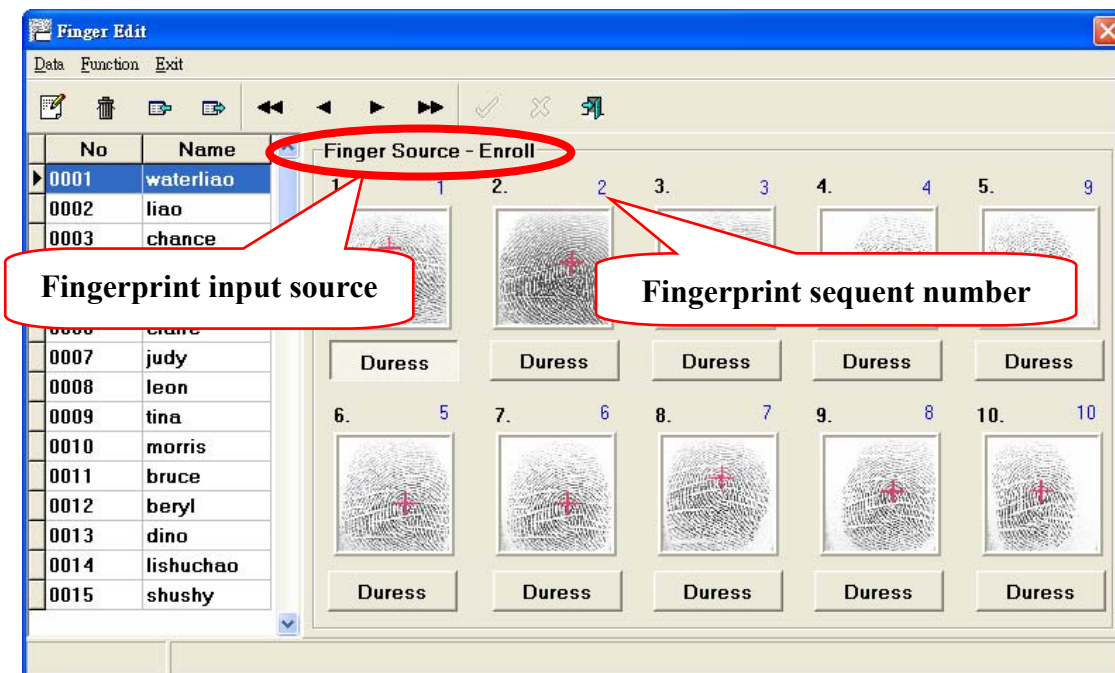 Finger Edit
Data Function Exit
No Name
0001 waterliao
0002 liao
0003 chance
0007 judy
0008 leon
0009 tina
0010 morris
0011 bruce
0012 beryl
0013 dino
0014 lishuchao
0015 shushy
Finger Source - Enroll
1 2. 2 3. 3 4. 4 5. 9
Fingerprint input source
Fingerprint sequent number
Duress Duress Duress Duress Duress
6. 5 7. 6 8. 7 9. 8 10. 10
Duress Duress Duress Duress Duress